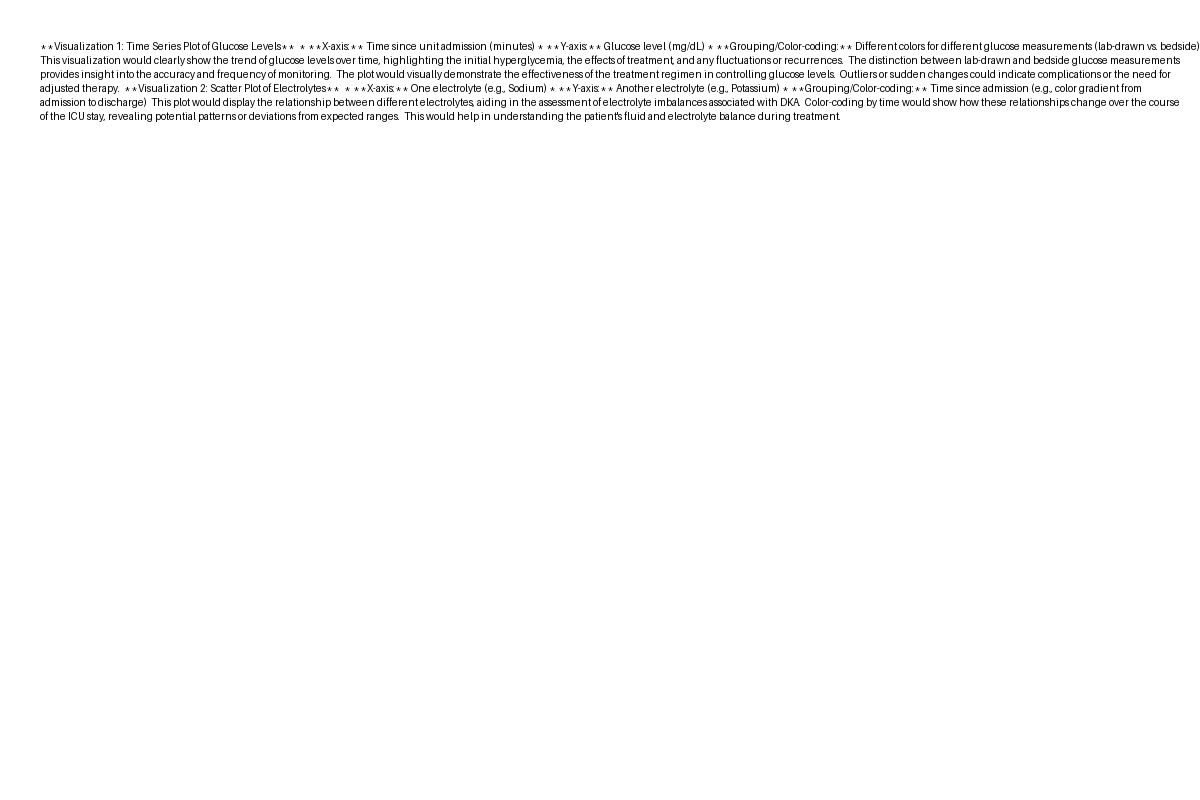 **Visualization 1: Time Series Plot of Glucose Levels** * **X-axis:** Time since unit admission (minutes) * **Y-axis:** Glucose level (mg/dL) * **Grouping/Color-coding:** Different colors for different glucose measurements (lab-drawn vs. bedside)
This visualization would clearly show the trend of glucose levels over time, highlighting the initial hyperglycemia, the effects of treatment, and any fluctuations or recurrences. The distinction between lab-drawn and bedside glucose measurements
provides insight into the accuracy and frequency of monitoring. The plot would visually demonstrate the effectiveness of the treatment regimen in controlling glucose levels. Outliers or sudden changes could indicate complications or the need for
adjusted therapy. **Visualization 2: Scatter Plot of Electrolytes** * **X-axis:** One electrolyte (e.g., Sodium) * **Y-axis:** Another electrolyte (e.g., Potassium) * **Grouping/Color-coding:** Time since admission (e.g., color gradient from
admission to discharge) This plot would display the relationship between different electrolytes, aiding in the assessment of electrolyte imbalances associated with DKA. Color-coding by time would show how these relationships change over the course
of the ICU stay, revealing potential patterns or deviations from expected ranges. This would help in understanding the patient's fluid and electrolyte balance during treatment.